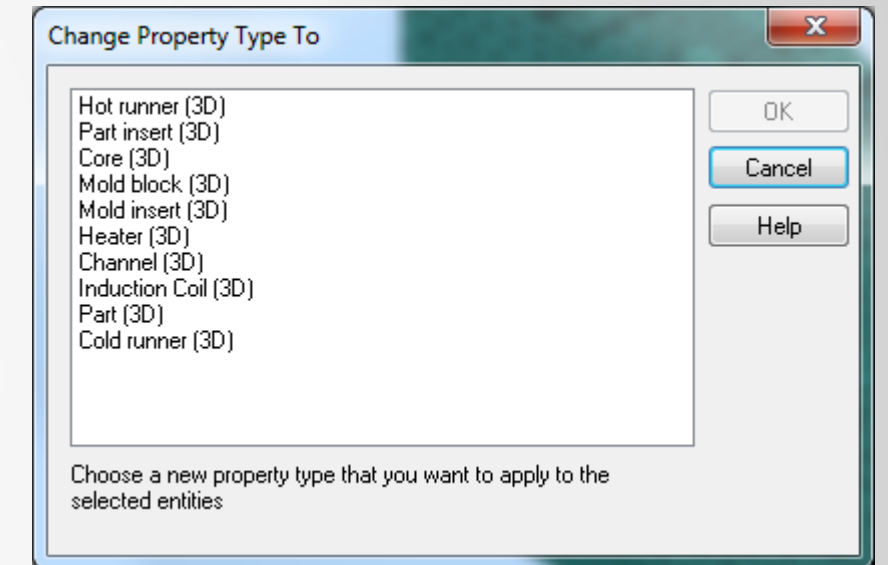 Change Property Type To
Hot runner (3D)
Part insert (3D)
Core (3D)
Mold block (3D)
Mold insert (3D)
Heater (3D)
Channel (3D)
Induction Coil (3D)
Part (3D)
Cold runner (3D)
OK
Cancel
Help
Choose a new property type that you want to apply to the
selected entities